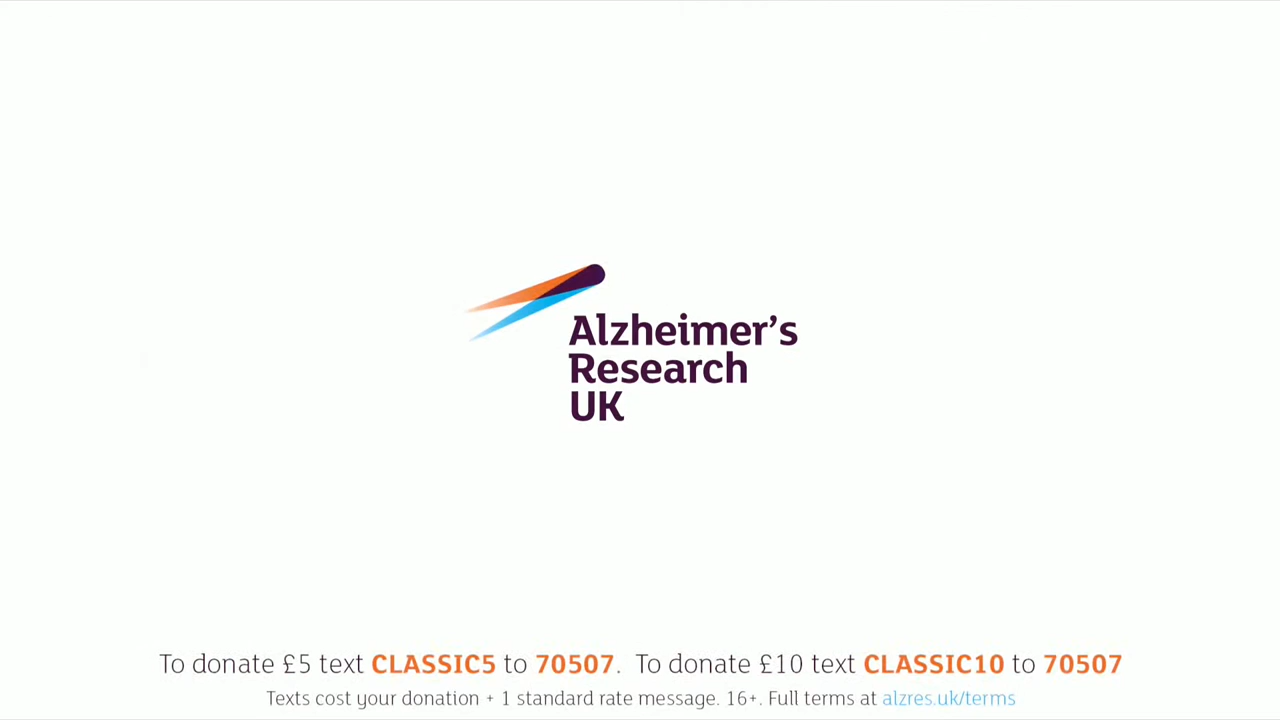 Alzheimer's
Research
UK
To donate £5 text CLASSIC5 to 70507. To donate £10 text CLASSIC10 to 70507
Texts cost your donation + 1 standard rate message. 16+. Full terms at alzres.uk/terms